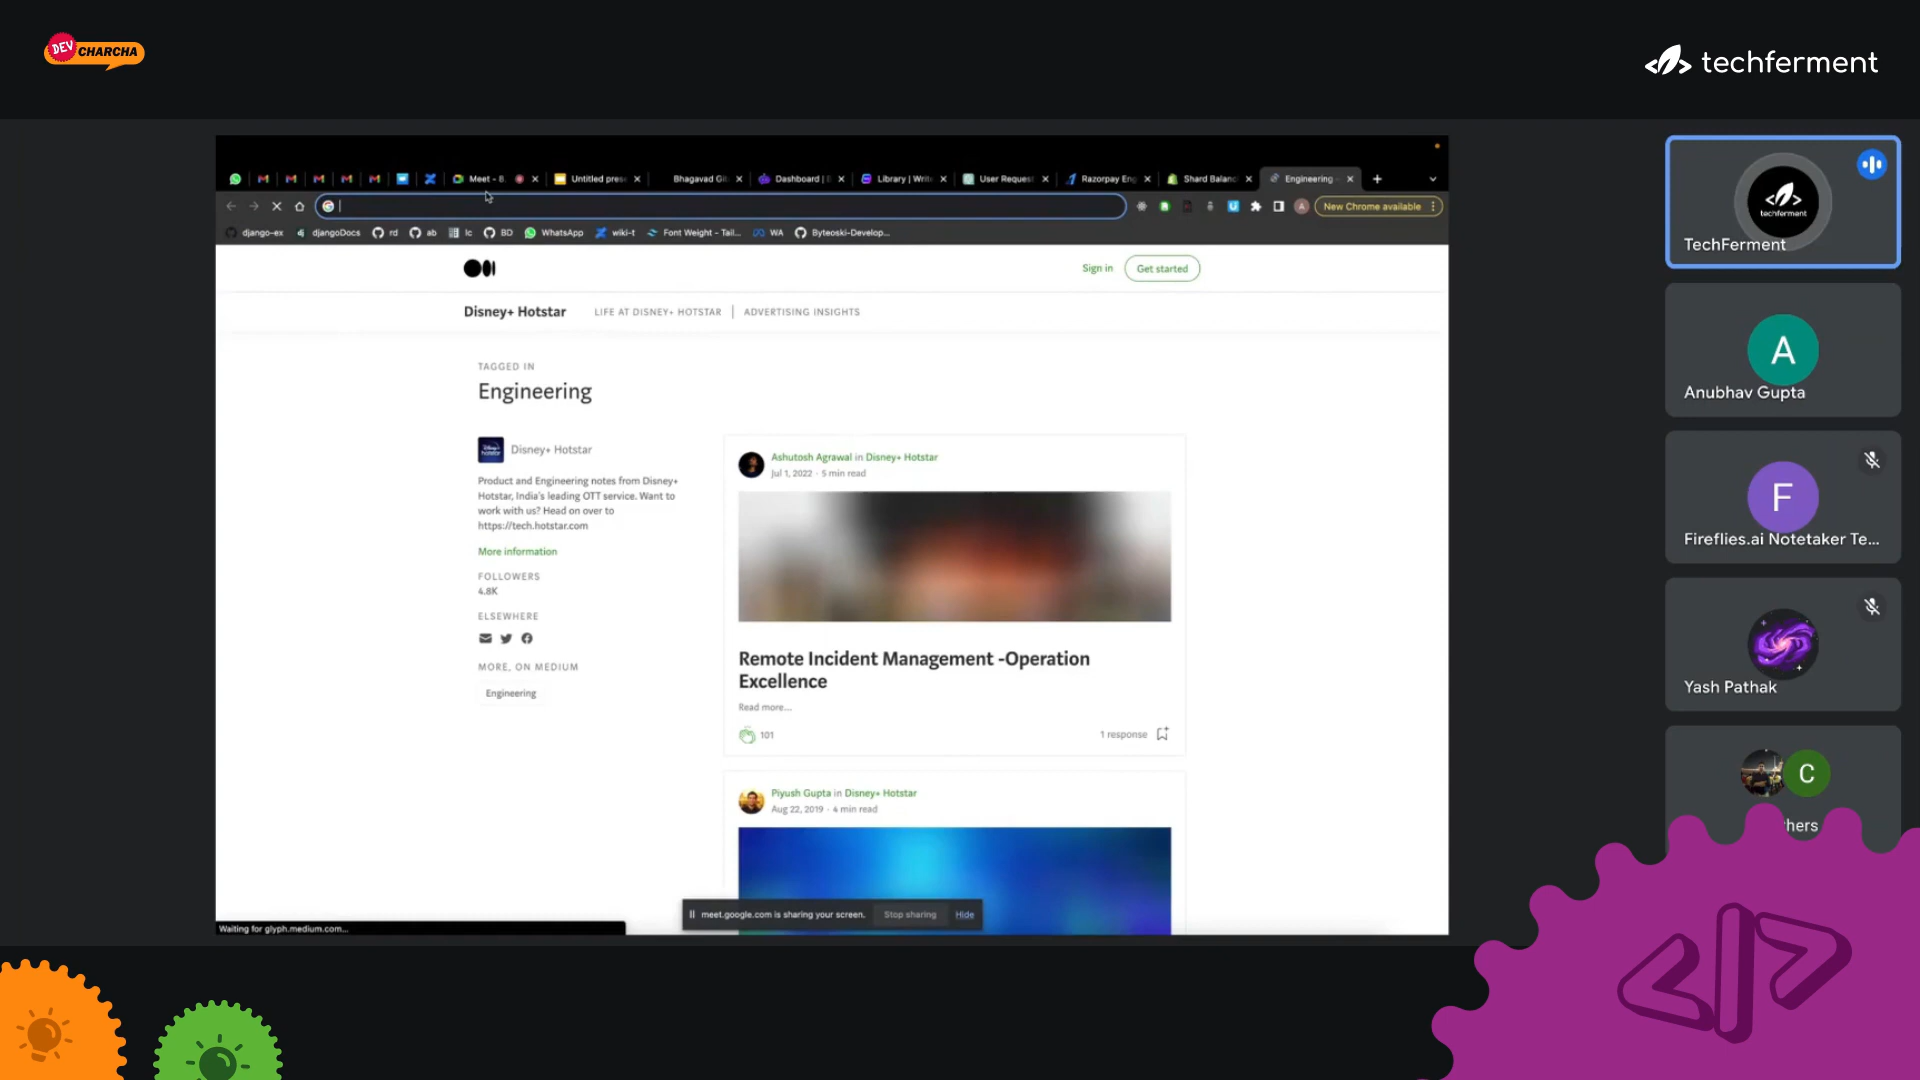 DEV CHARCHA
techferment
Meet - B
Untitled pres
Bhagavad Gi
Dashboard |
Library | Write
User Request
Razorpay Eng
Shard Balanc
Engineering
New Chrome available
django-ex
djangoDocs
rd
ab
lc
BD
WhatsApp
wiki-t
Font Weight - Tail...
WA
Byteoski-Develop...
Sign in
Get started
Disney+ Hotstar
LIFE AT DISNEY+ HOTSTAR
ADVERTISING INSIGHTS
TAGGED IN
Engineering
Disney+ Hotstar
Product and Engineering notes from Disney+
Hotstar, India's leading OTT service. Want to
work with us? Head on over to
https://tech.hotstar.com
More information
FOLLOWERS
4.8K
ELSEWHERE
MORE, ON MEDIUM
Engineering
Ashutosh Agrawal in Disney+ Hotstar
Jul 1, 2022 · 5 min read
Remote Incident Management -Operation
Excellence
Read more...
101
1 response
Piyush Gupta in Disney+ Hotstar
Aug 22, 2019 · 4 min read
meet.google.com is sharing your screen.
Stop sharing
Hide
Waiting for glyph.medium.com...
techferment
TechFerment
A
Anubhav Gupta
F
Fireflies.ai Notetaker Te...
Yash Pathak
C
hers